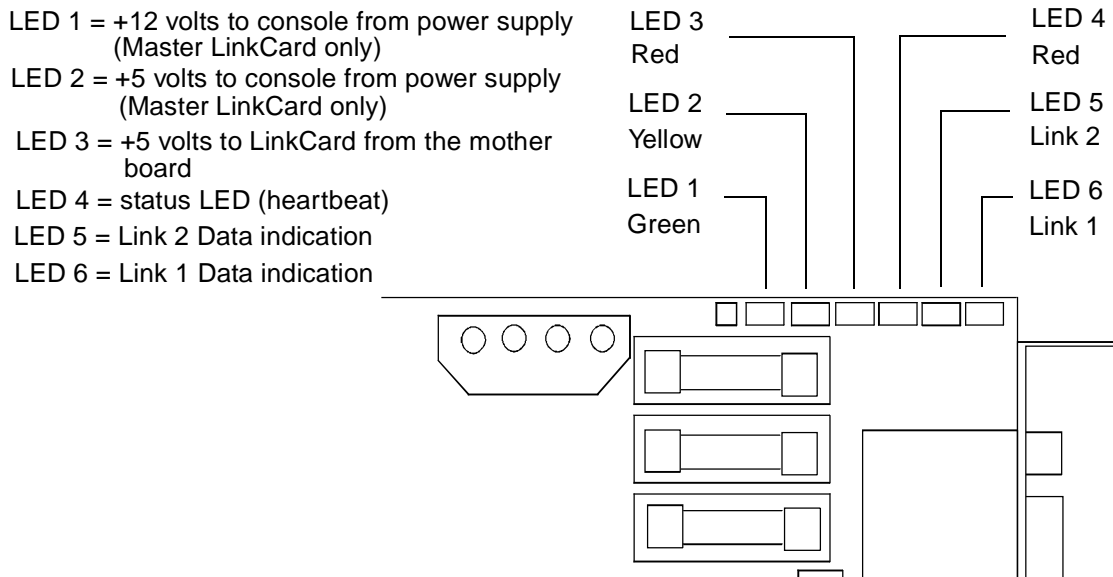 LED 1 = +12 volts to console from power supply
(Master LinkCard only)
LED 2 = +5 volts to console from power supply
(Master LinkCard only)
LED 3 = +5 volts to LinkCard from the mother
board
LED 4 = status LED (heartbeat)
LED 5 = Link 2 Data indication
LED 6 = Link 1 Data indication
LED 3
Red
LED 2
Yellow
LED 1
Green
LED 4
Red
LED 5
Link 2
LED 6
Link 1